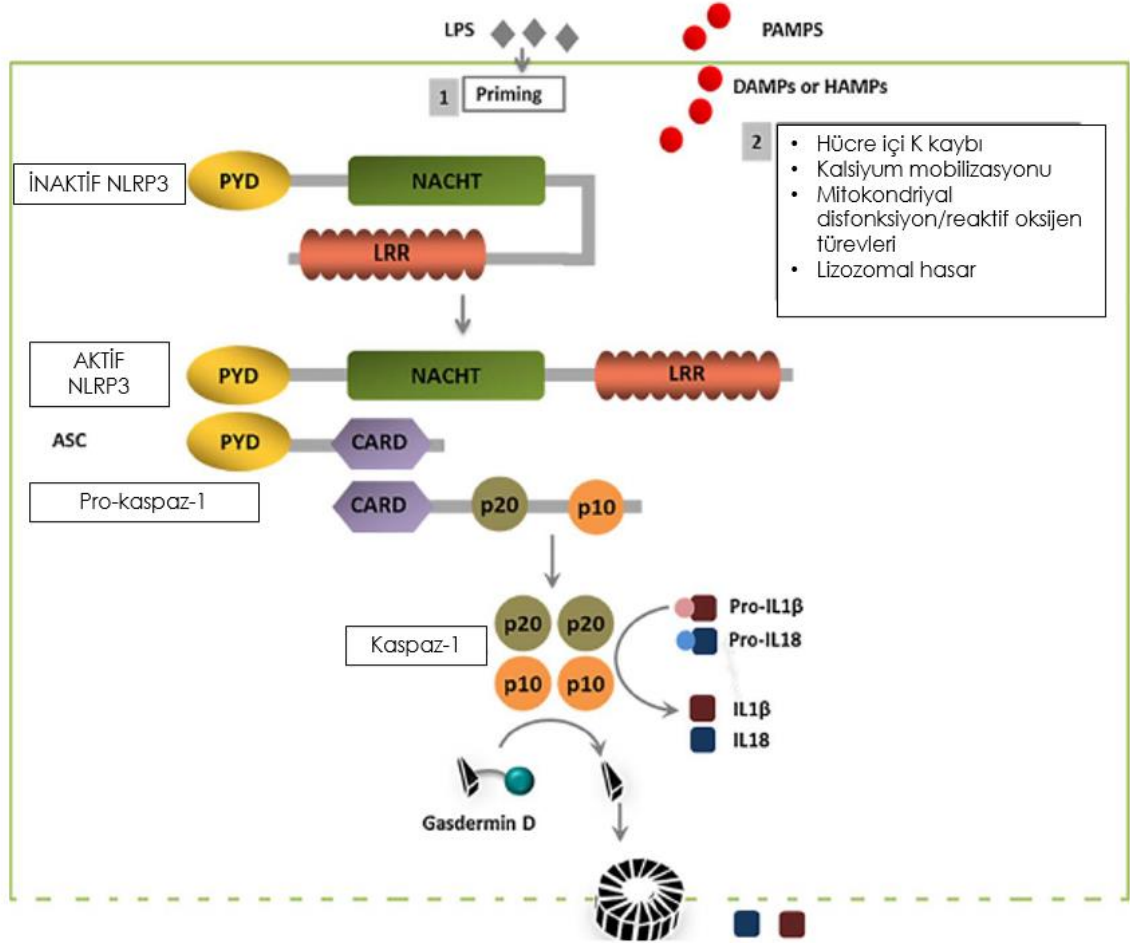 LPS
PAMPS
1
Priming
DAMPs or HAMPs
2
• Hücre içi K kaybı
• Kalsiyum mobilizasyonu
• Mitokondriyal
disfonksiyon/reaktif oksijen
türevleri
• Lizozomal hasar
İNAKTİF NLRP3
PYD
NACHT
LRR
AKTİF
NLRP3
PYD
NACHT
LRR
ASC
PYD
CARD
Pro-kaspaz-1
CARD
p20
p10
Kaspaz-1
p20
p20
p10
p10
Pro-IL1β
Pro-IL18
IL1β
IL18
Gasdermin D